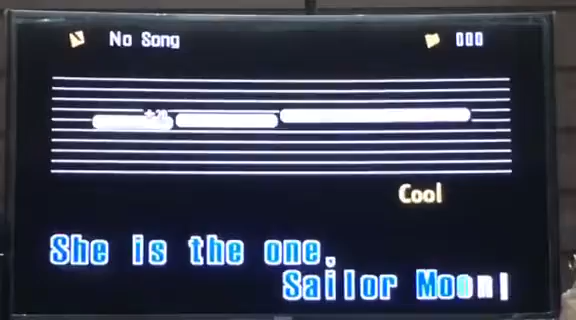 No Song
000
Cool
She is the one,
Sailor Moon!